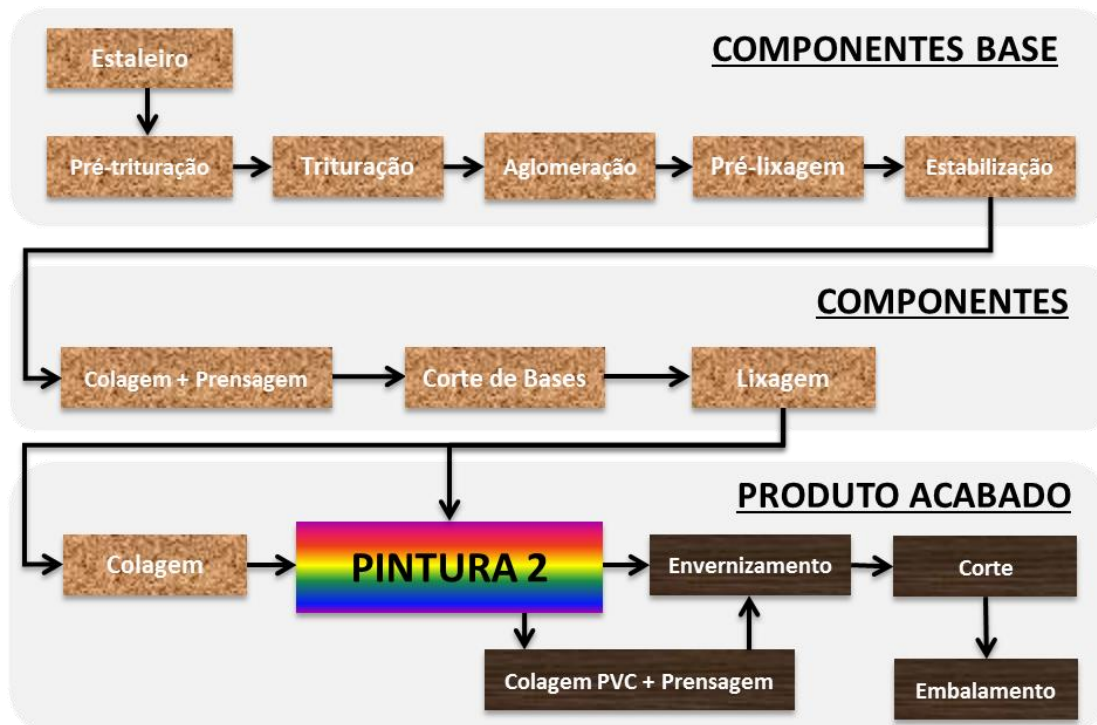 COMPONENTES BASE
Estaleiro
Pré-trituração
Trituração
Aglomeração
Pré-lixagem
Estabilização
COMPONENTES
Colagem + Prensagem
Corte de Bases
Lixagem
PRODUTO ACABADO
Colagem
PINTURA 2
Envernizamento
Corte
Colagem PVC + Prensagem
Embalamento